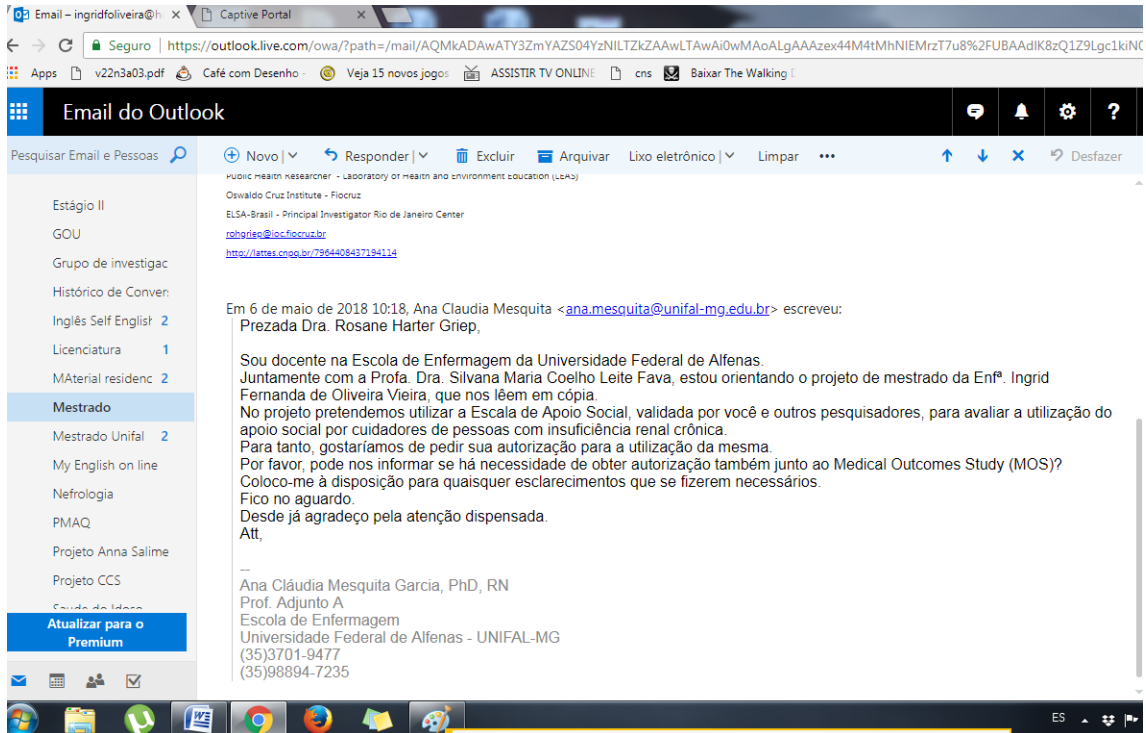 Email – ingridfoliveira@h
Captive Portal
Seguro | https://outlook.live.com/owa/?path=/mail/AQMkADAwATY3ZmYAZS04YzNILTZkZAAwLTAwAi0wMAoALgAAAzex44M4tMhNIEMrzT7u8%2FUBAAdIK8zQ1Z9Lgc1kiN0
Apps v22n3a03.pdf Café com Desenho - Veja 15 novos jogos ASSISTIR TV ONLINE cns Baixar The Walking
Email do Outlook
?
Pesquisar Email e Pessoas
Novo | Responder | Excluir Arquivar Lixo eletrônico | Limpar ••• Desfazer
Estágio II
GOU
Grupo de investigac
Histórico de Conver
Inglês Self English 2
Licenciatura 1
MAterial residenc 2
Mestrado
Mestrado Unifal 2
My English on line
Nefrologia
PMAQ
Projeto Anna Salime
Projeto CCS
Saude do Idoso
Atualizar para o
Premium
Public Health Researcher - Laboratory of Health and Environment Education (LEAS)
Oswaldo Cruz Institute - Fiocruz
ELSA-Brasil - Principal Investigator Rio de Janeiro Center
rohgriep@ioc.fiocruz.br
http://lattes.cnpq.br/7964408437194114
Em 6 de maio de 2018 10:18, Ana Claudia Mesquita <ana.mesquita@unifal-mg.edu.br> escreveu:
Prezada Dra. Rosane Harter Griep,
Sou docente na Escola de Enfermagem da Universidade Federal de Alfenas.
Juntamente com a Profa. Dra. Silvana Maria Coelho Leite Fava, estou orientando o projeto de mestrado da Enfª. Ingrid
Fernanda de Oliveira Vieira, que nos lêem em cópia.
No projeto pretendemos utilizar a Escala de Apoio Social, validada por você e outros pesquisadores, para avaliar a utilização do
apoio social por cuidadores de pessoas com insuficiência renal crônica.
Para tanto, gostaríamos de pedir sua autorização para a utilização da mesma.
Por favor, pode nos informar se há necessidade de obter autorização também junto ao Medical Outcomes Study (MOS)?
Coloco-me à disposição para quaisquer esclarecimentos que se fizerem necessários.
Fico no aguardo.
Desde já agradeço pela atenção dispensada.
Att,
--
Ana Cláudia Mesquita Garcia, PhD, RN
Prof. Adjunto A
Escola de Enfermagem
Universidade Federal de Alfenas - UNIFAL-MG
(35)3701-9477
(35)98894-7235
ES